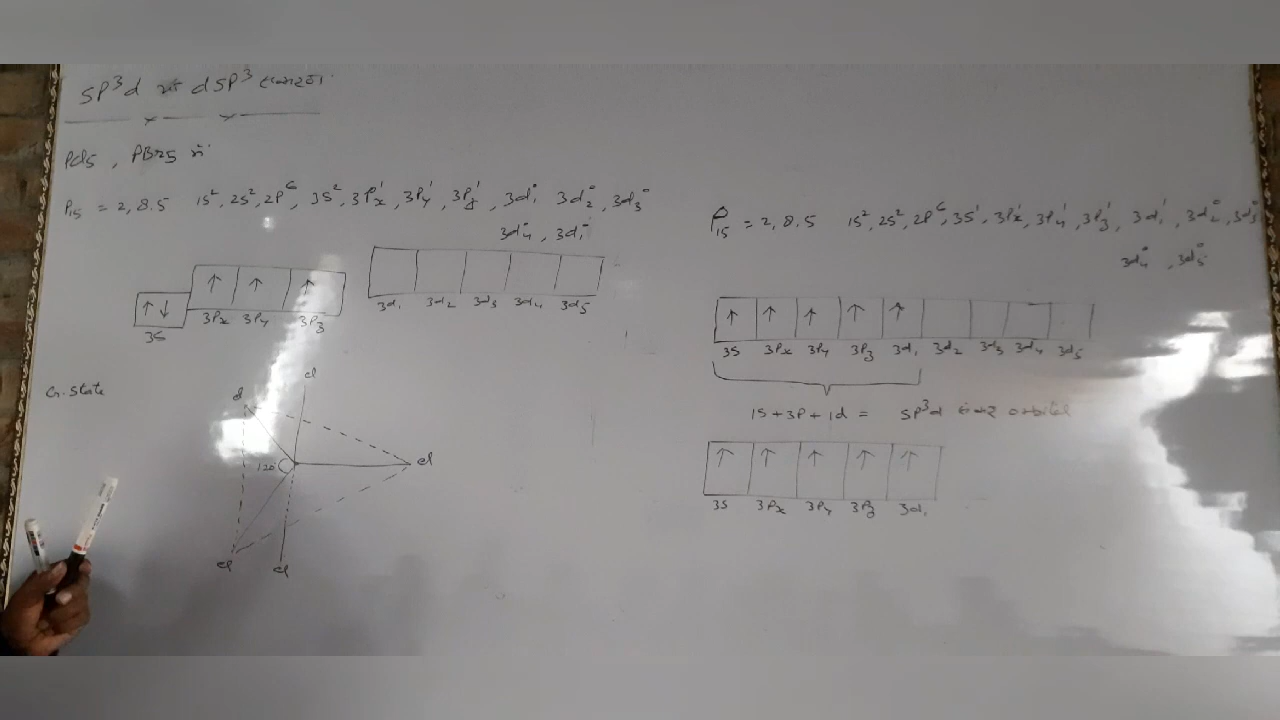 SP³d dSP³
PCl5 , PBr5 में
P15 = 2, 8.5 1S², 2S², 2P⁶, 3S², 3Px¹, 3Py¹, 3Pz¹, 3d1⁰ 3d2⁰, 3d3⁰
3d4⁰,
3S 3Px 3Py 3Pz 3d1 3d2 3d3 3d4 3d5
G. State
cl
cl
cl
120
cl cl
P15 = 2, 8.5 1S², 2S², 2P⁶, 3S¹, 3Px¹, 3Py¹, 3Pz¹, 3d1¹, 3d2⁰, 3d3⁰
3d4⁰, 3d5⁰
3S 3Px 3Py 3Pz 3d1 3d2 3d3 3d4 3d5
1S + 3P + 1d = SP³d orbital
3S 3Px 3Py 3Pz 3d1